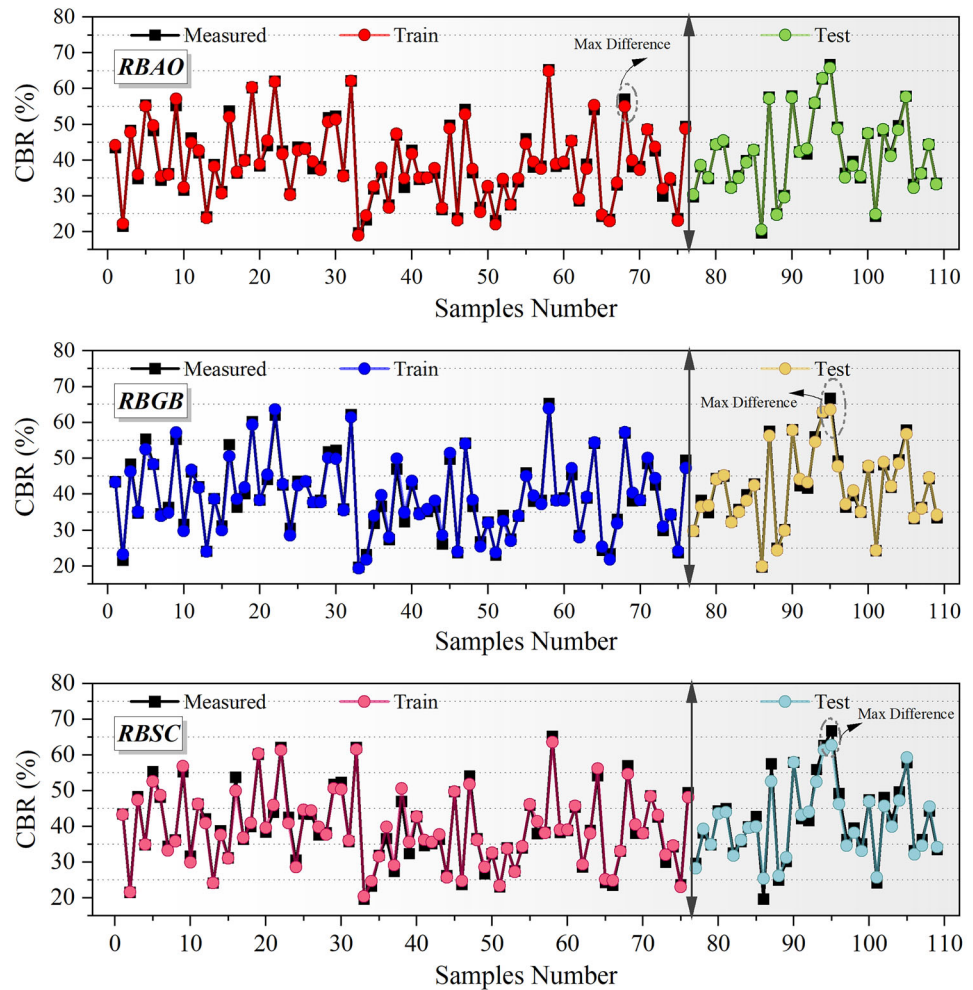 80
Measured Train Test
70
RBAO
Max Difference
60
50
40
30
20
CBR (%)
0 10 20 30 40 50 60 70 80 90 100 110
Samples Number
80
Measured Train Test
70
RBGB
Max Difference
60
50
40
30
20
CBR (%)
0 10 20 30 40 50 60 70 80 90 100 110
Samples Number
80
Measured Train Test
70
RBSC
Max Difference
60
50
40
30
20
CBR (%)
0 10 20 30 40 50 60 70 80 90 100 110
Samples Number